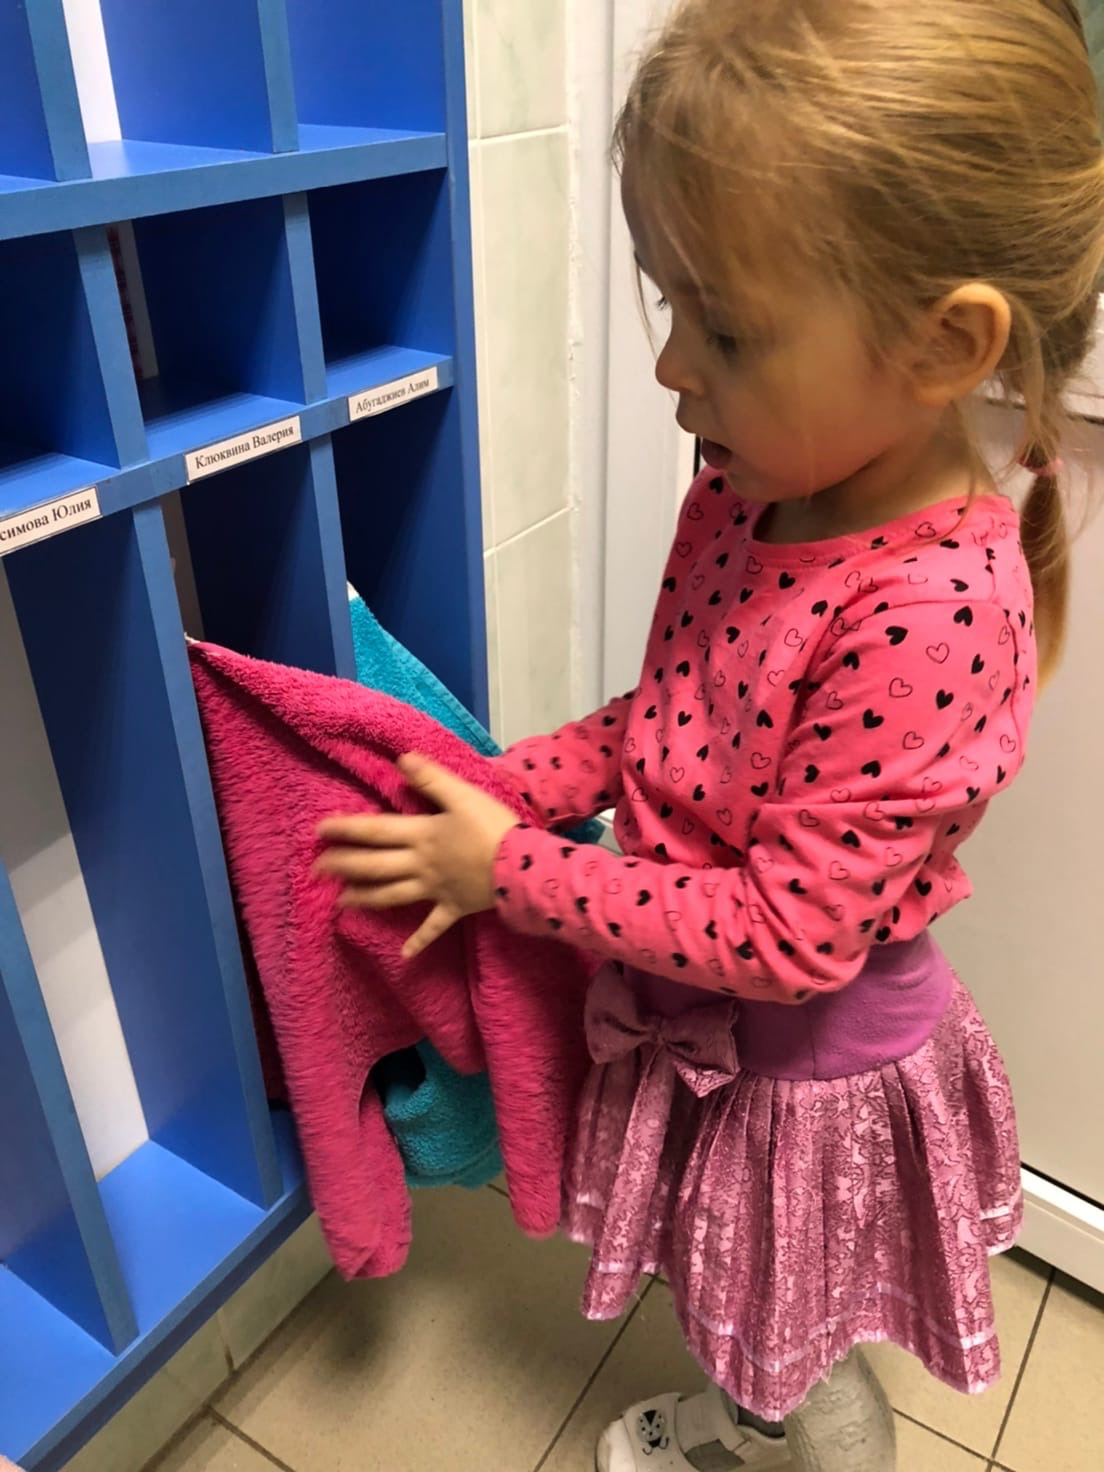 симова Юлия
Клюквина Валерия
Абугаджиев Алим